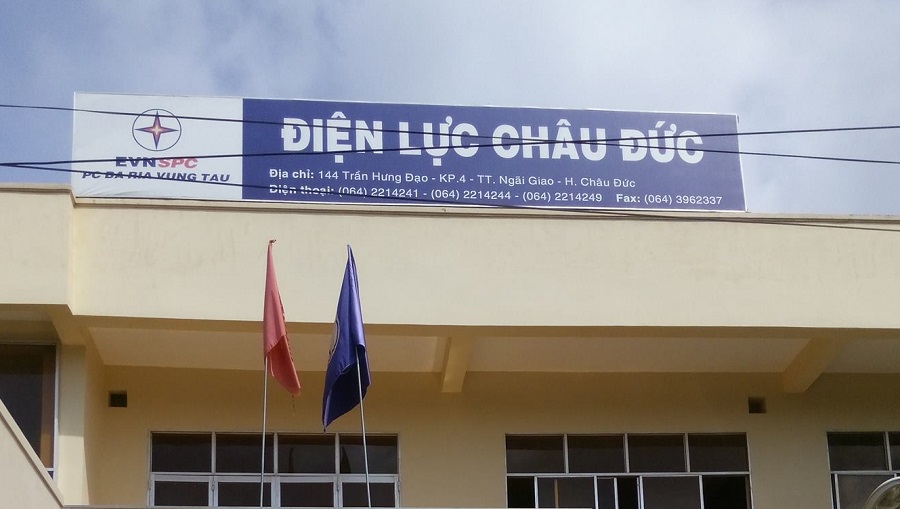 EVNSPC
PC BA RIA VUNG TAU
ĐIỆN LỰC CHÂU ĐỨC
Địa chỉ: 144 Trần Hưng Đạo - KP.4 - TT. Ngãi Giao - H. Châu Đức
Điện thoại: (064) 2214241 - (064) 2214244 - (064) 2214249 Fax: (064) 3962337